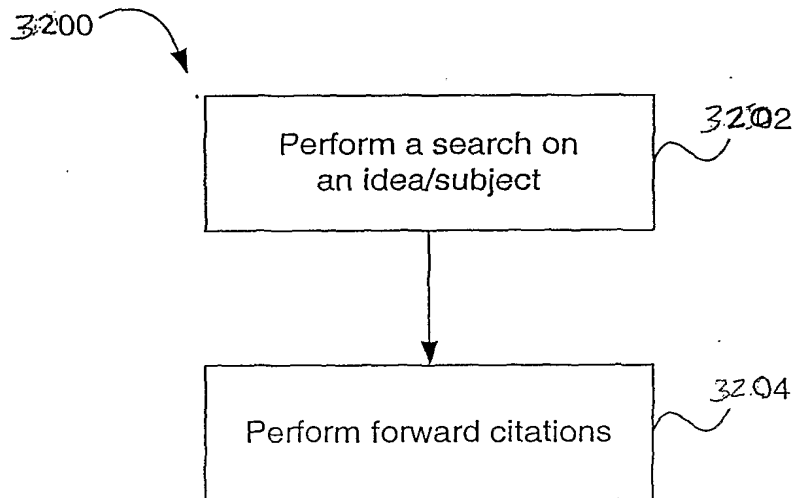 3200
3202
Perform a search on
an idea/subject
3204
Perform forward citations